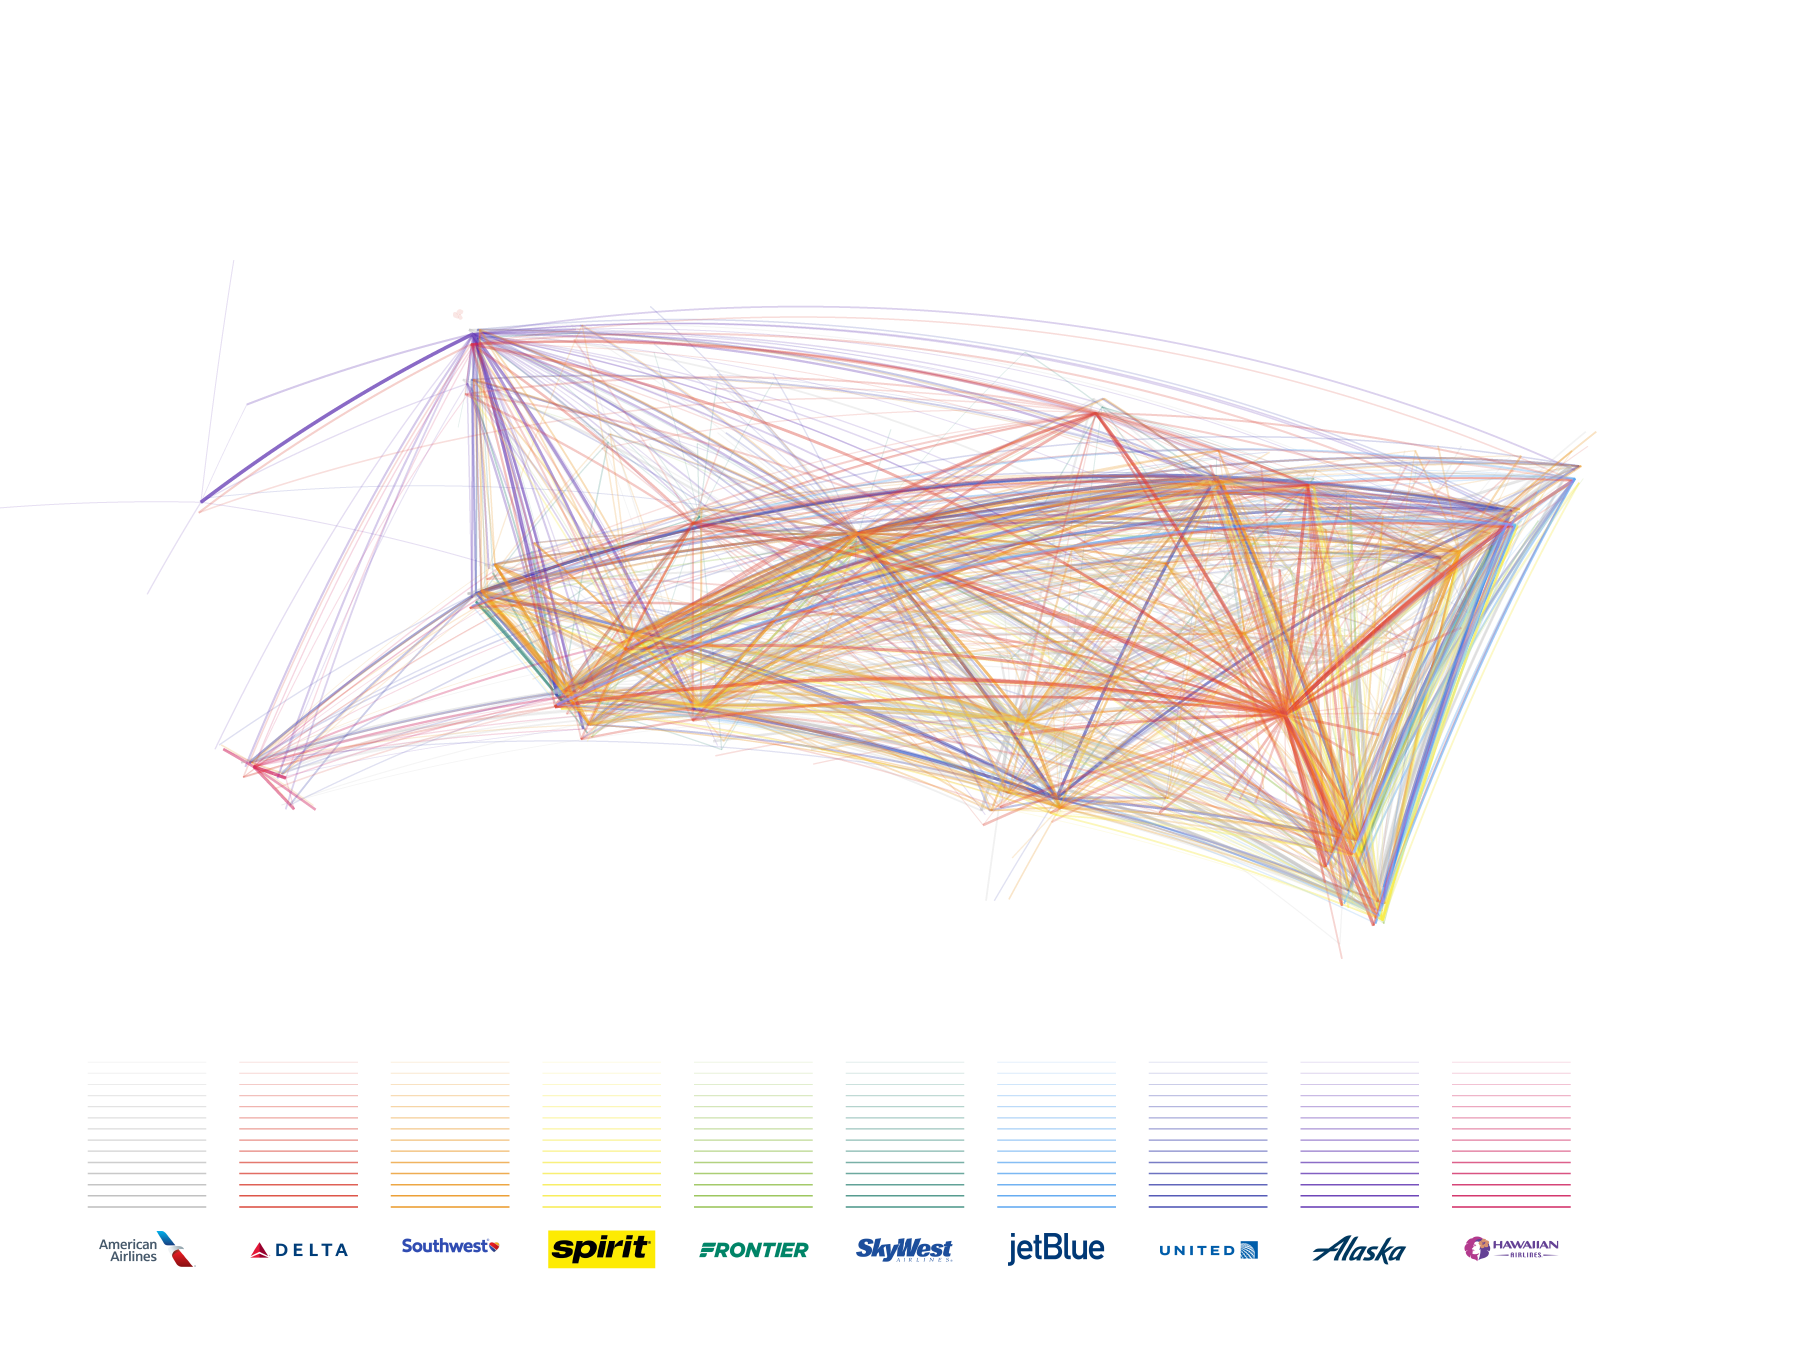 American
Airlines
DELTA
Southwest
spirit
FRONTIER
SkyWest
AIRLINES
jetBlue
UNITED
Alaska
HAWAIIAN
AIRLINES